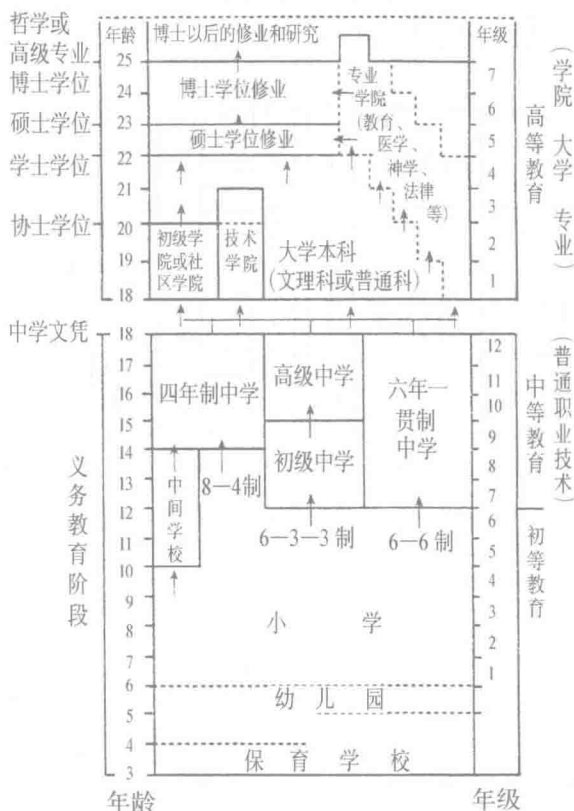 哲学或
高级专业
博士学位
硕士学位
学士学位
协士学位
中学文凭
义务教育阶段
年龄
25
24
23
22
21
20
19
18
18
17
16
15
14
13
12
11
10
9
8
7
6
5
4
3
年龄
博士以后的修业和研究
博士学位修业
硕士学位修业
专业
学院
(教育、
医学、
神学、
法律
等)
初级学
院或社
区学院
技术
学院
大学本科
(文理科或普通科)
四年制中学
高级中学
六年一
贯制
中学
初级中学
中间学校
8—4制
6—3—3制
6—6制
小学
幼儿园
保育学校
年级
7
6
5
4
3
2
1
12
11
10
9
8
7
6
5
4
3
2
1
年级
高等教育
(学院 大学 专业)
中等教育
(普通职业技术)
初等教育